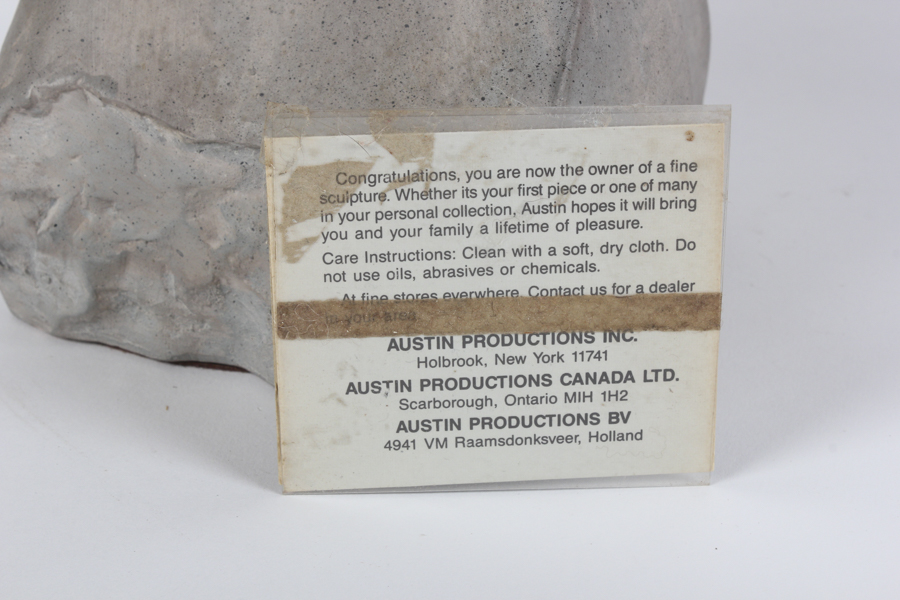 Congratulations, you are now the owner of a fine
sculpture. Whether its your first piece or one of many
in your personal collection, Austin hopes it will bring
you and your family a lifetime of pleasure.
Care Instructions: Clean with a soft, dry cloth. Do
not use oils, abrasives or chemicals.
At fine stores everywhere. Contact us for a dealer
in your area
AUSTIN PRODUCTIONS INC.
Holbrook, New York 11741
AUSTIN PRODUCTIONS CANADA LTD.
Scarborough, Ontario MIH 1H2
AUSTIN PRODUCTIONS BV
4941 VM Raamsdonksveer, Holland